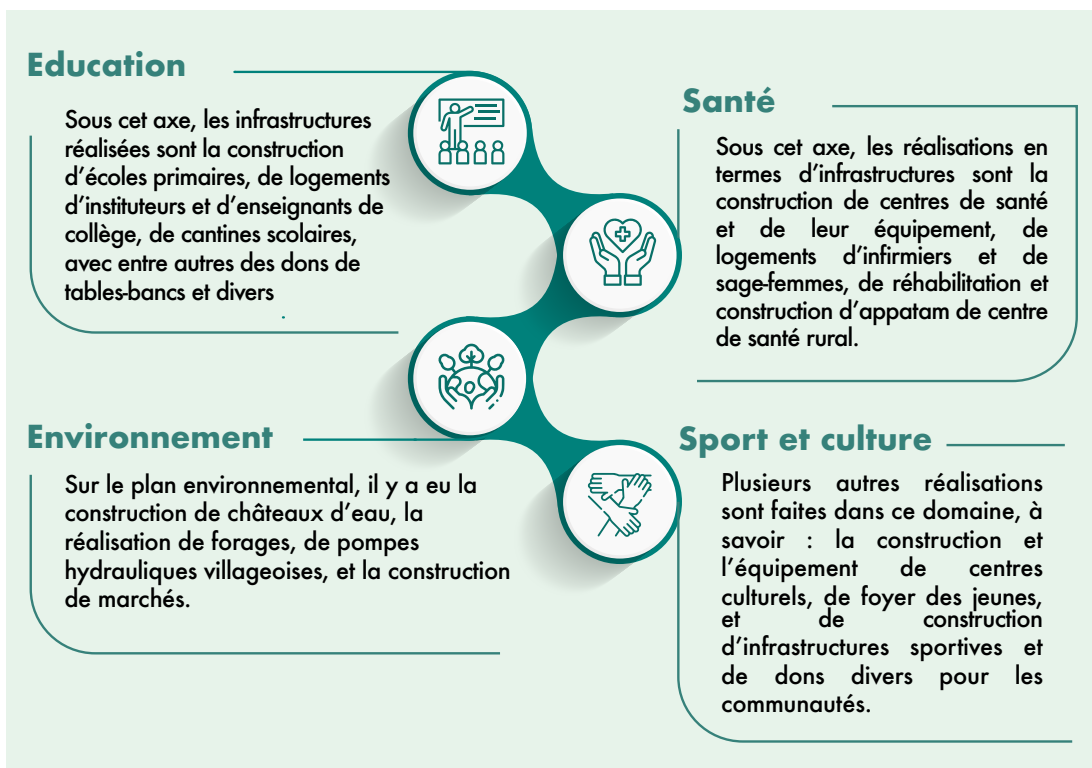 Education
Sous cet axe, les infrastructures
réalisées sont la construction
d'écoles primaires, de logements
d'instituteurs et d'enseignants de
collège, de cantines scolaires,
avec entre autres des dons de
tables-bancs et divers
.
Santé
Sous cet axe, les réalisations en
termes d'infrastructures sont la
construction de centres de santé
et de leur équipement, de
logements d'infirmiers et de
sage-femmes, de réhabilitation et
construction d'appatam de centre
de santé rural.
Environnement
Sur le plan environnemental, il y a eu la
construction de châteaux d'eau, la
réalisation de forages, de pompes
hydrauliques villageoises, et la construction
de marchés.
Sport et culture
Plusieurs autres réalisations
sont faites dans ce domaine, à
savoir : la construction et
l'équipement de centres
culturels, de foyer des jeunes,
et de construction
d'infrastructures sportives et
de dons divers pour les
communautés.